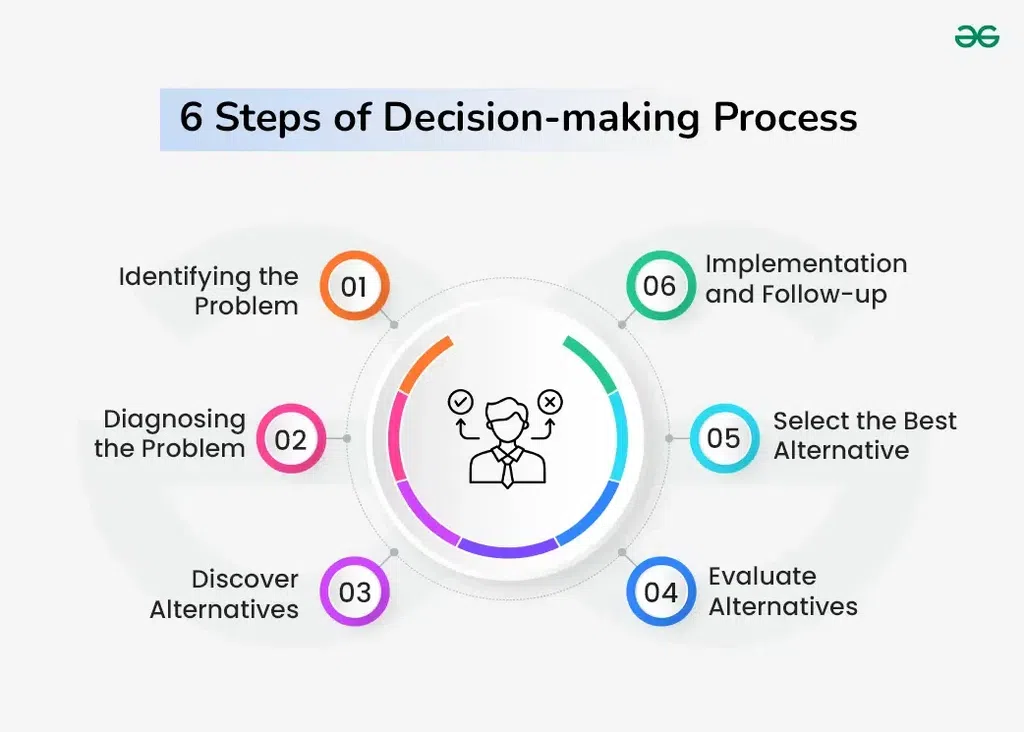 6 Steps of Decision-making Process
01
Identifying the
Problem
02
Diagnosing
the Problem
03
Discover
Alternatives
04
Evaluate
Alternatives
05
Select the Best
Alternative
06
Implementation
and Follow-up